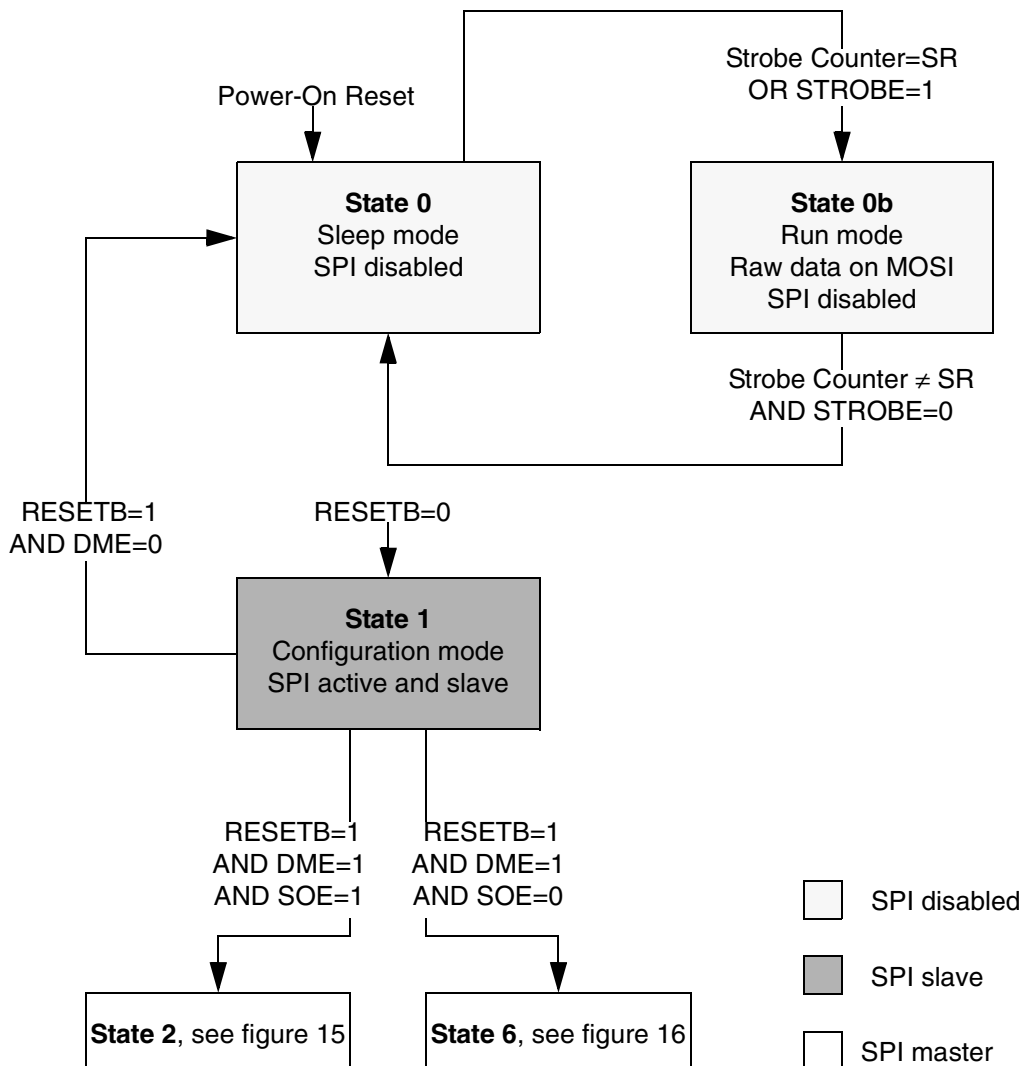 Strobe Counter=SR
OR STROBE=1
Power-On Reset
State 0
Sleep mode
SPI disabled
State 0b
Run mode
Raw data on MOSI
SPI disabled
Strobe Counter ≠ SR
AND STROBE=0
RESETB=1
AND DME=0
RESETB=0
State 1
Configuration mode
SPI active and slave
RESETB=1
AND DME=1
AND SOE=1
RESETB=1
AND DME=1
AND SOE=0
State 2, see figure 15
State 6, see figure 16
SPI disabled
SPI slave
SPI master